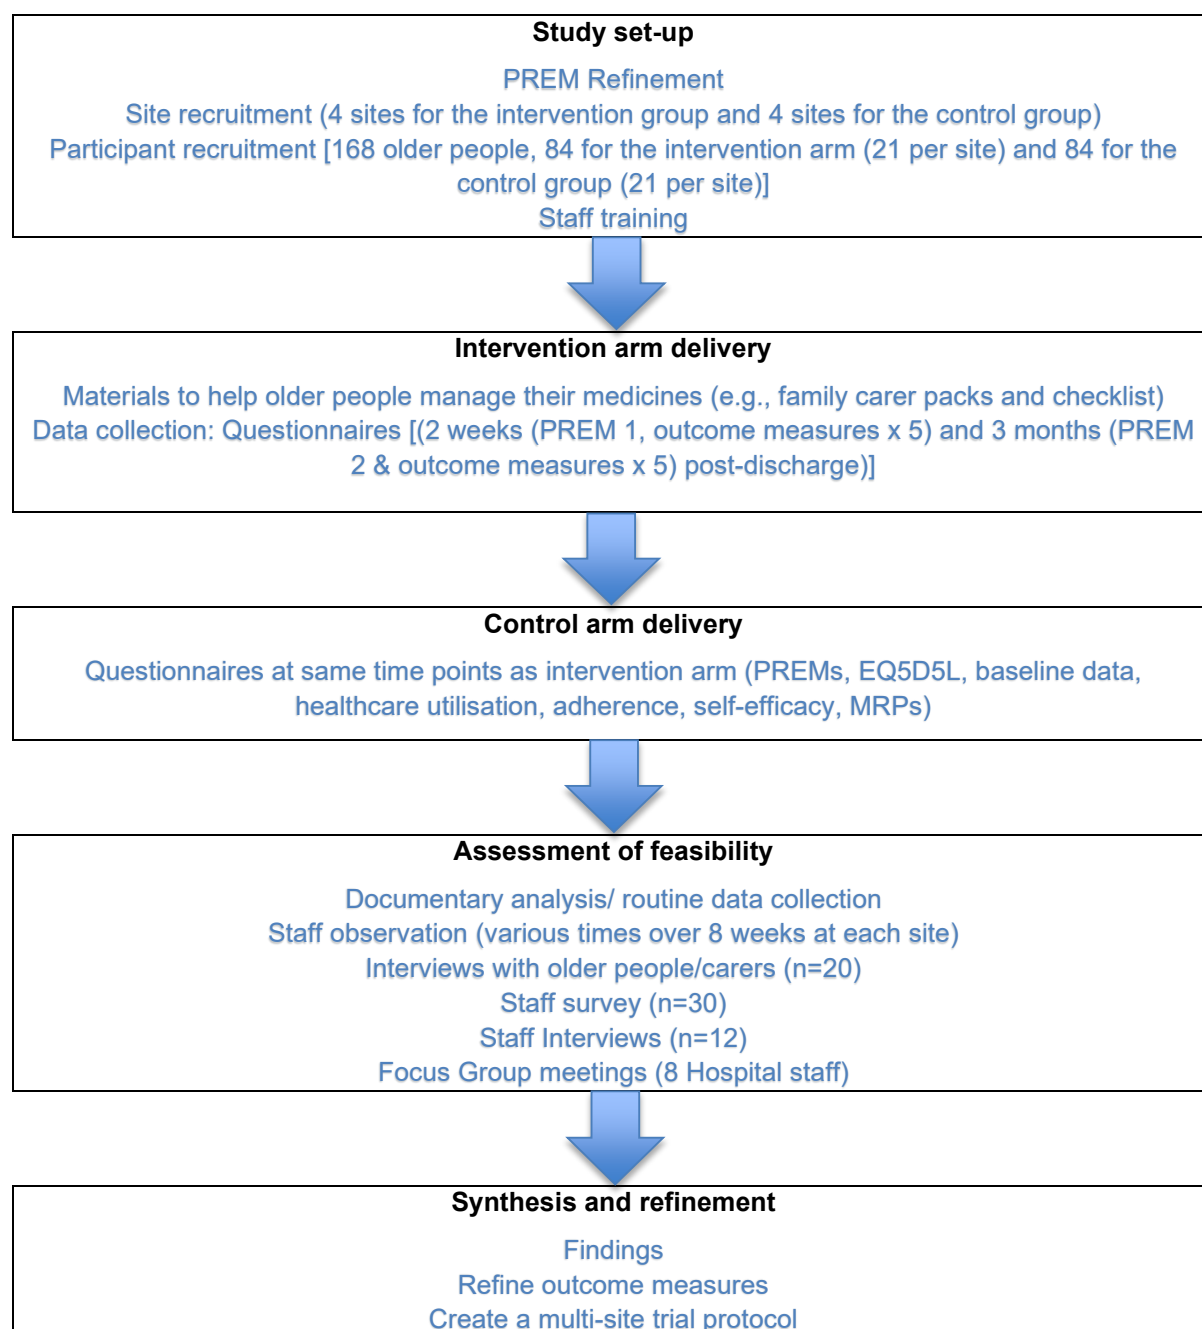 Study set-up
PREM Refinement
Site recruitment (4 sites for the intervention group and 4 sites for the control group)
Participant recruitment [168 older people, 84 for the intervention arm (21 per site) and 84 for the
control group (21 per site)]
Staff training
Intervention arm delivery
Materials to help older people manage their medicines (e.g., family carer packs and checklist)
Data collection: Questionnaires [(2 weeks (PREM 1, outcome measures x 5) and 3 months (PREM
2 & outcome measures x 5) post-discharge)]
Control arm delivery
Questionnaires at same time points as intervention arm (PREMs, EQ5D5L, baseline data,
healthcare utilisation, adherence, self-efficacy, MRPs)
Assessment of feasibility
Documentary analysis/ routine data collection
Staff observation (various times over 8 weeks at each site)
Interviews with older people/carers (n=20)
Staff survey (n=30)
Staff Interviews (n=12)
Focus Group meetings (8 Hospital staff)
Synthesis and refinement
Findings
Refine outcome measures
Create a multi-site trial protocol